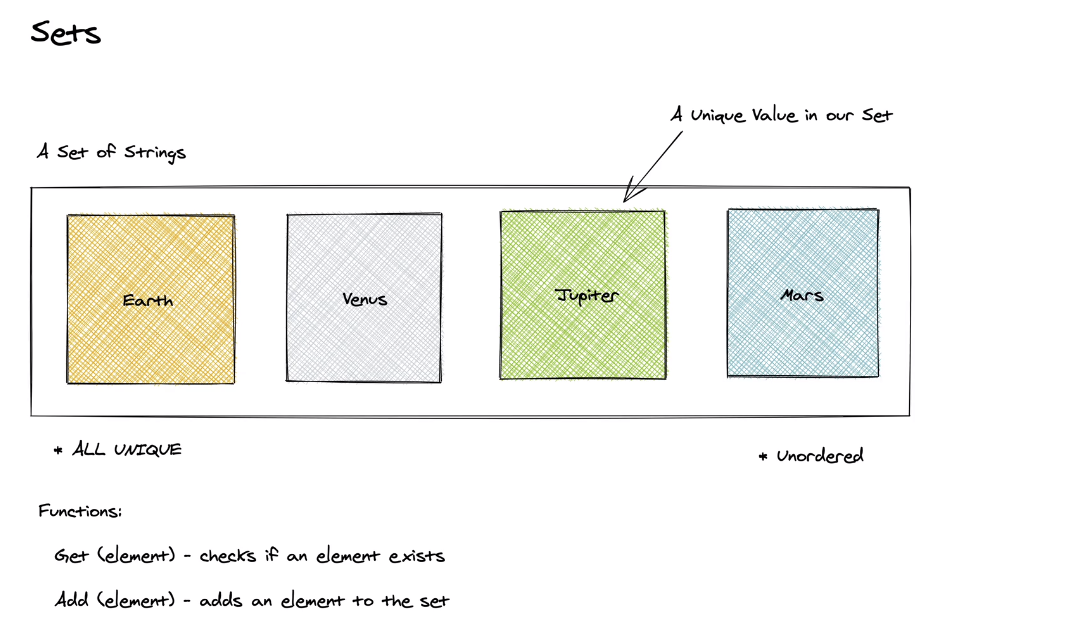 Sets
A Unique Value in our Set
A Set of Strings
Earth
Venus
Jupiter
Mars
* ALL UNIQUE
* Unordered
Functions:
Get (element) - checks if an element exists
Add (element) - adds an element to the set